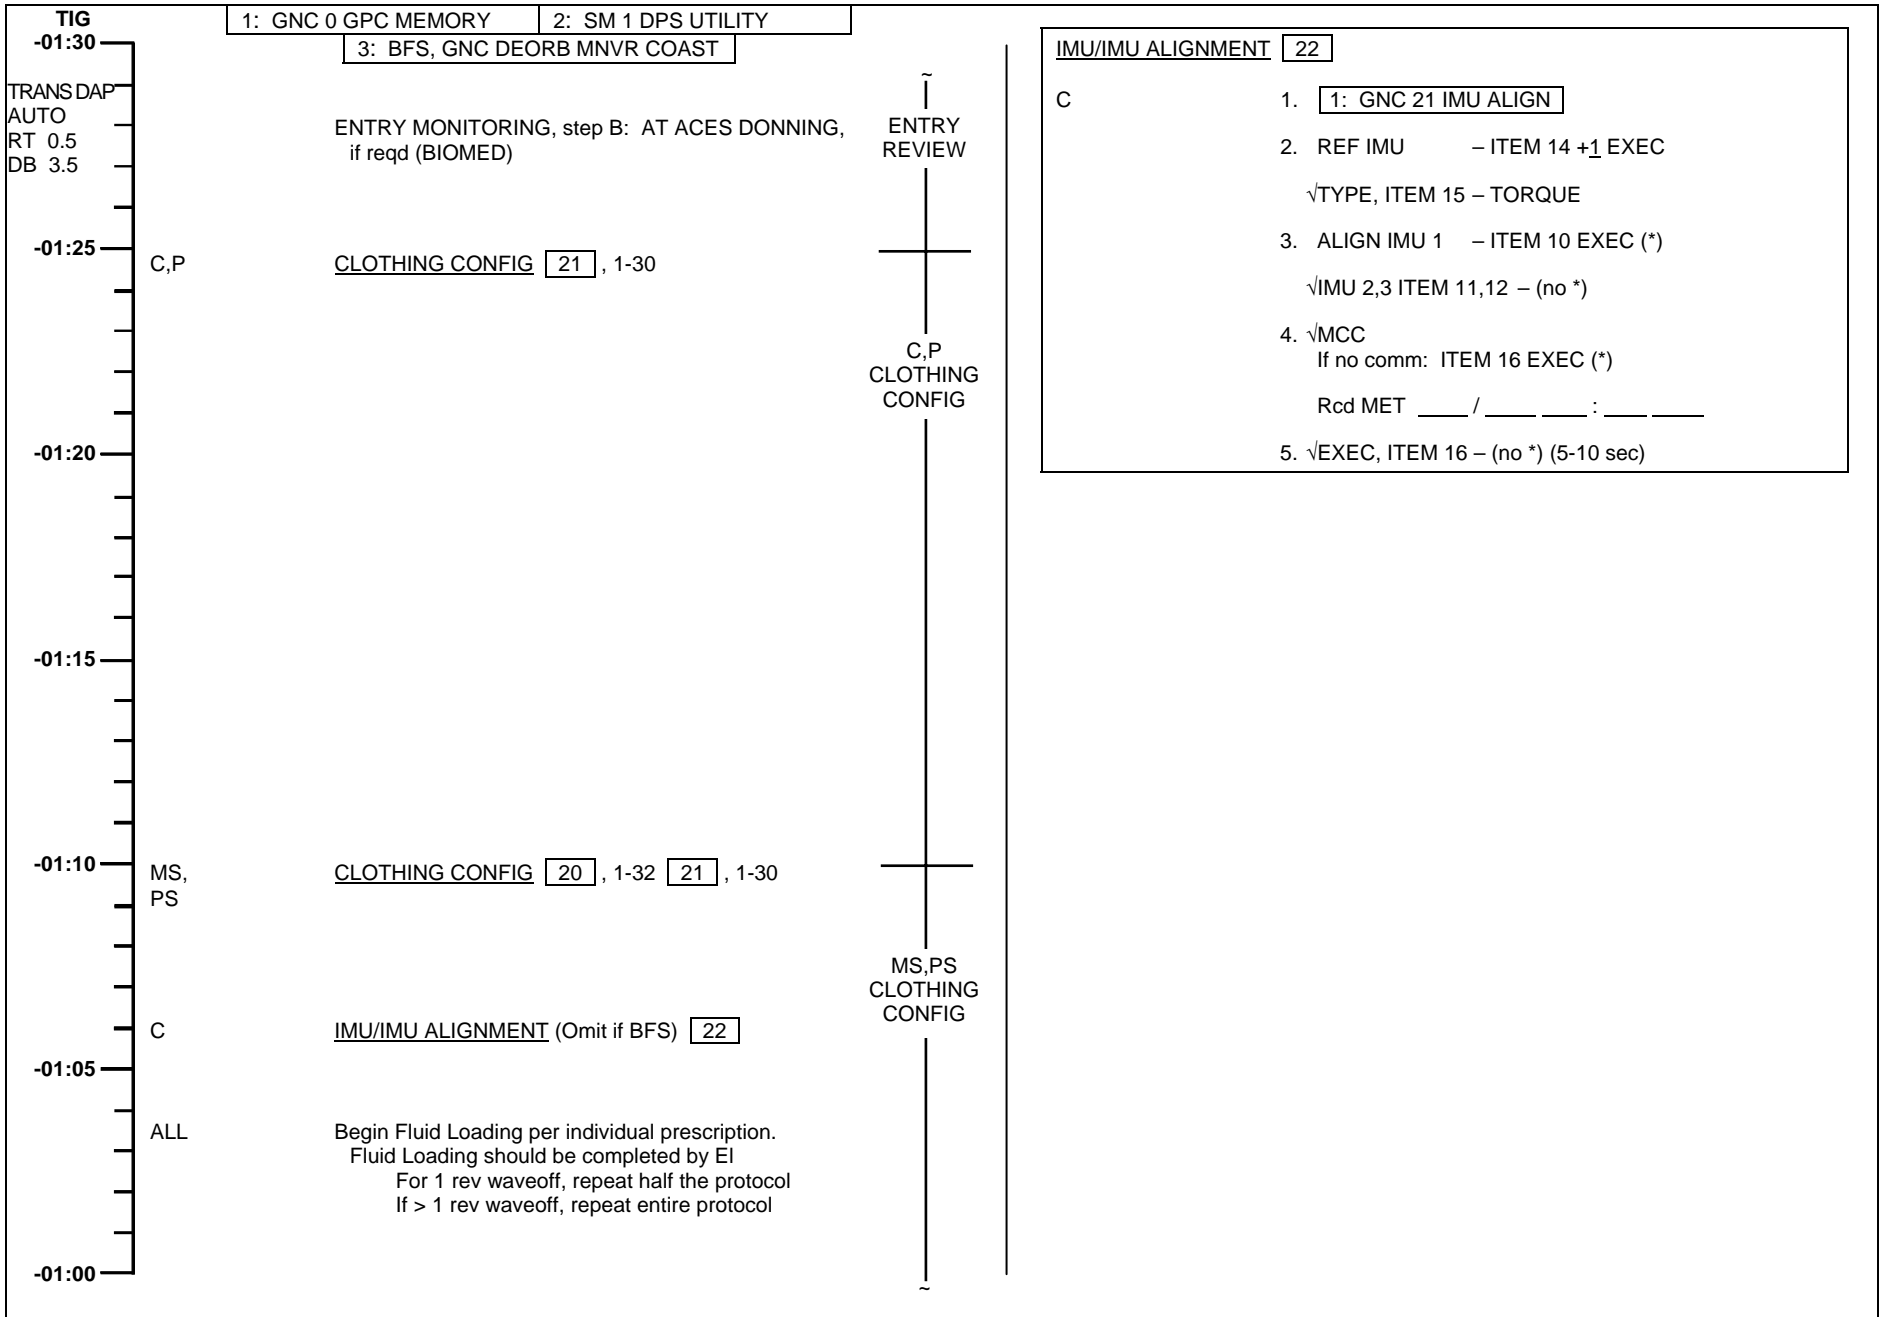 TIG
1: GNC 0 GPC MEMORY 2: SM 1 DPS UTILITY
-01:30
3: BFS, GNC DEORB MNVR COAST
TRANS DAP
AUTO
RT 0.5
DB 3.5
ENTRY MONITORING, step B: AT ACES DONNING,
if reqd (BIOMED)
~
ENTRY
REVIEW
-01:25
C,P CLOTHING CONFIG 21 , 1-30
C,P
CLOTHING
CONFIG
-01:20
-01:15
-01:10
MS,
PS
CLOTHING CONFIG 20 , 1-32 21 , 1-30
MS,PS
CLOTHING
CONFIG
C IMU/IMU ALIGNMENT (Omit if BFS) 22
-01:05
ALL Begin Fluid Loading per individual prescription.
Fluid Loading should be completed by EI
For 1 rev waveoff, repeat half the protocol
If > 1 rev waveoff, repeat entire protocol
-01:00
~
IMU/IMU ALIGNMENT 22
C 1. 1: GNC 21 IMU ALIGN
2. REF IMU – ITEM 14 +1 EXEC
√TYPE, ITEM 15 – TORQUE
3. ALIGN IMU 1 – ITEM 10 EXEC (*)
√IMU 2,3 ITEM 11,12 – (no *)
4. √MCC
If no comm: ITEM 16 EXEC (*)
Rcd MET ____ / ____ ____ : ____ ____
5. √EXEC, ITEM 16 – (no *) (5-10 sec)